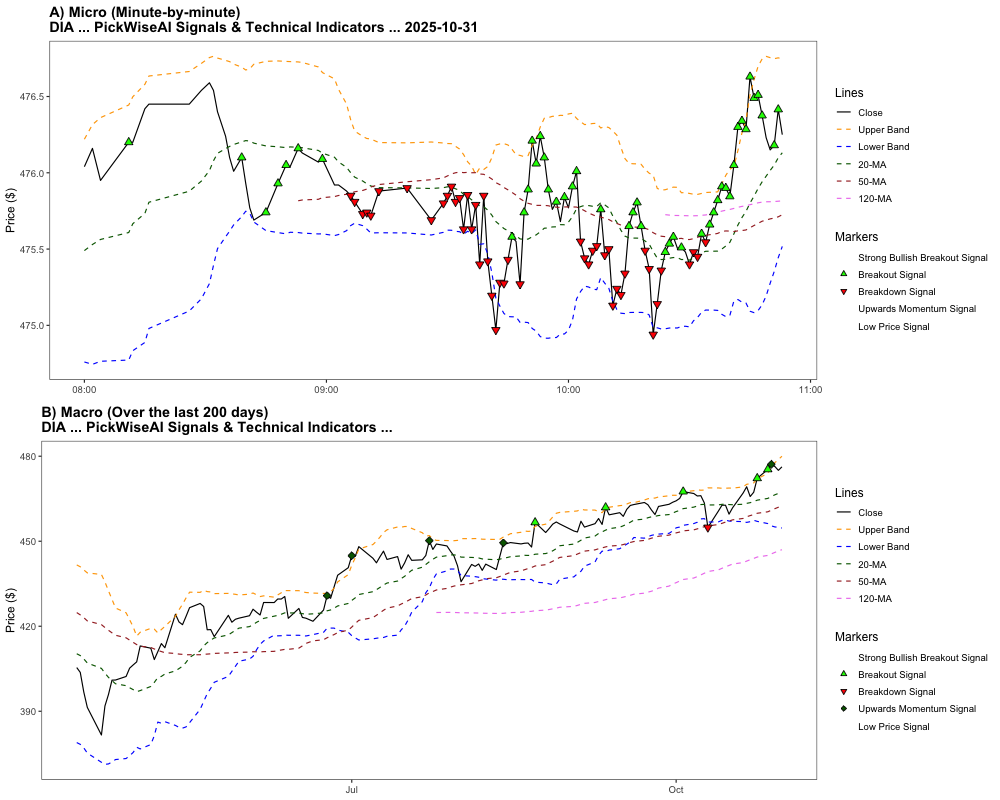 A) Micro (Minute-by-minute)
DIA ... PickWiseAI Signals & Technical Indicators ... 2025-10-31
Price ($)
476.5
476.0
475.5
475.0
08:00
09:00
10:00
11:00
Lines
Close
Upper Band
Lower Band
20-MA
50-MA
120-MA
Markers
Strong Bullish Breakout Signal
Breakout Signal
Breakdown Signal
Upwards Momentum Signal
Low Price Signal
B) Macro (Over the last 200 days)
DIA ... PickWiseAI Signals & Technical Indicators ...
Price ($)
480
450
420
390
Jul
Oct
Lines
Close
Upper Band
Lower Band
20-MA
50-MA
120-MA
Markers
Strong Bullish Breakout Signal
Breakout Signal
Breakdown Signal
Upwards Momentum Signal
Low Price Signal